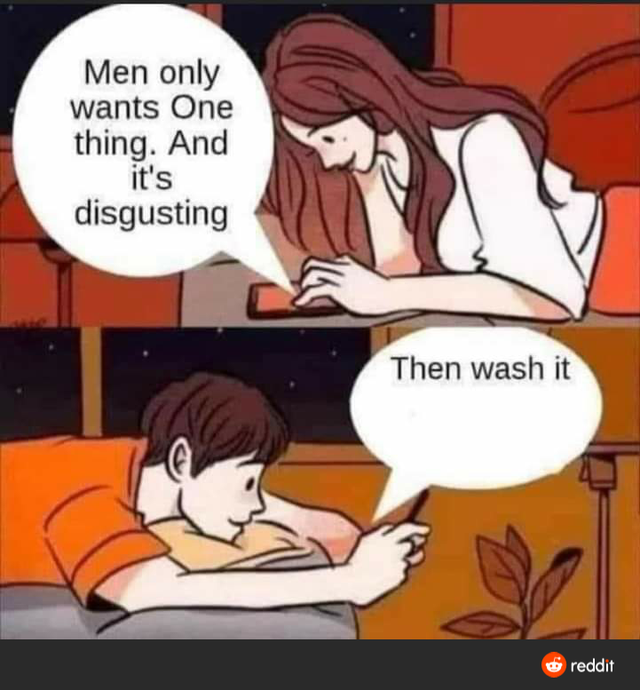 Men only
wants One
thing. And
it's
disgusting
Then wash it
reddit